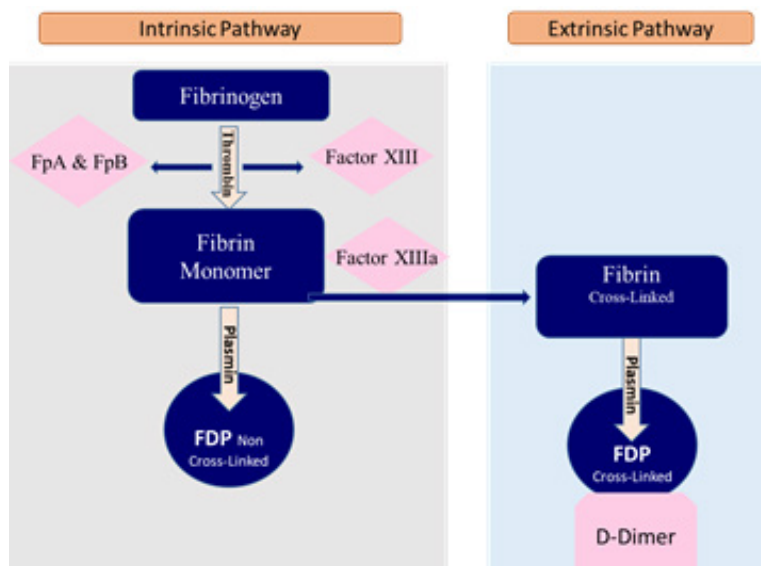 Intrinsic Pathway
Extrinsic Pathway
Fibrinogen
Thrombin
FpA & FpB
Factor XIII
Fibrin
Monomer
Factor XIIIa
Fibrin
Cross-Linked
Plasmin
Plasmin
FDP Non
Cross-Linked
FDP
Cross-Linked
D-Dimer